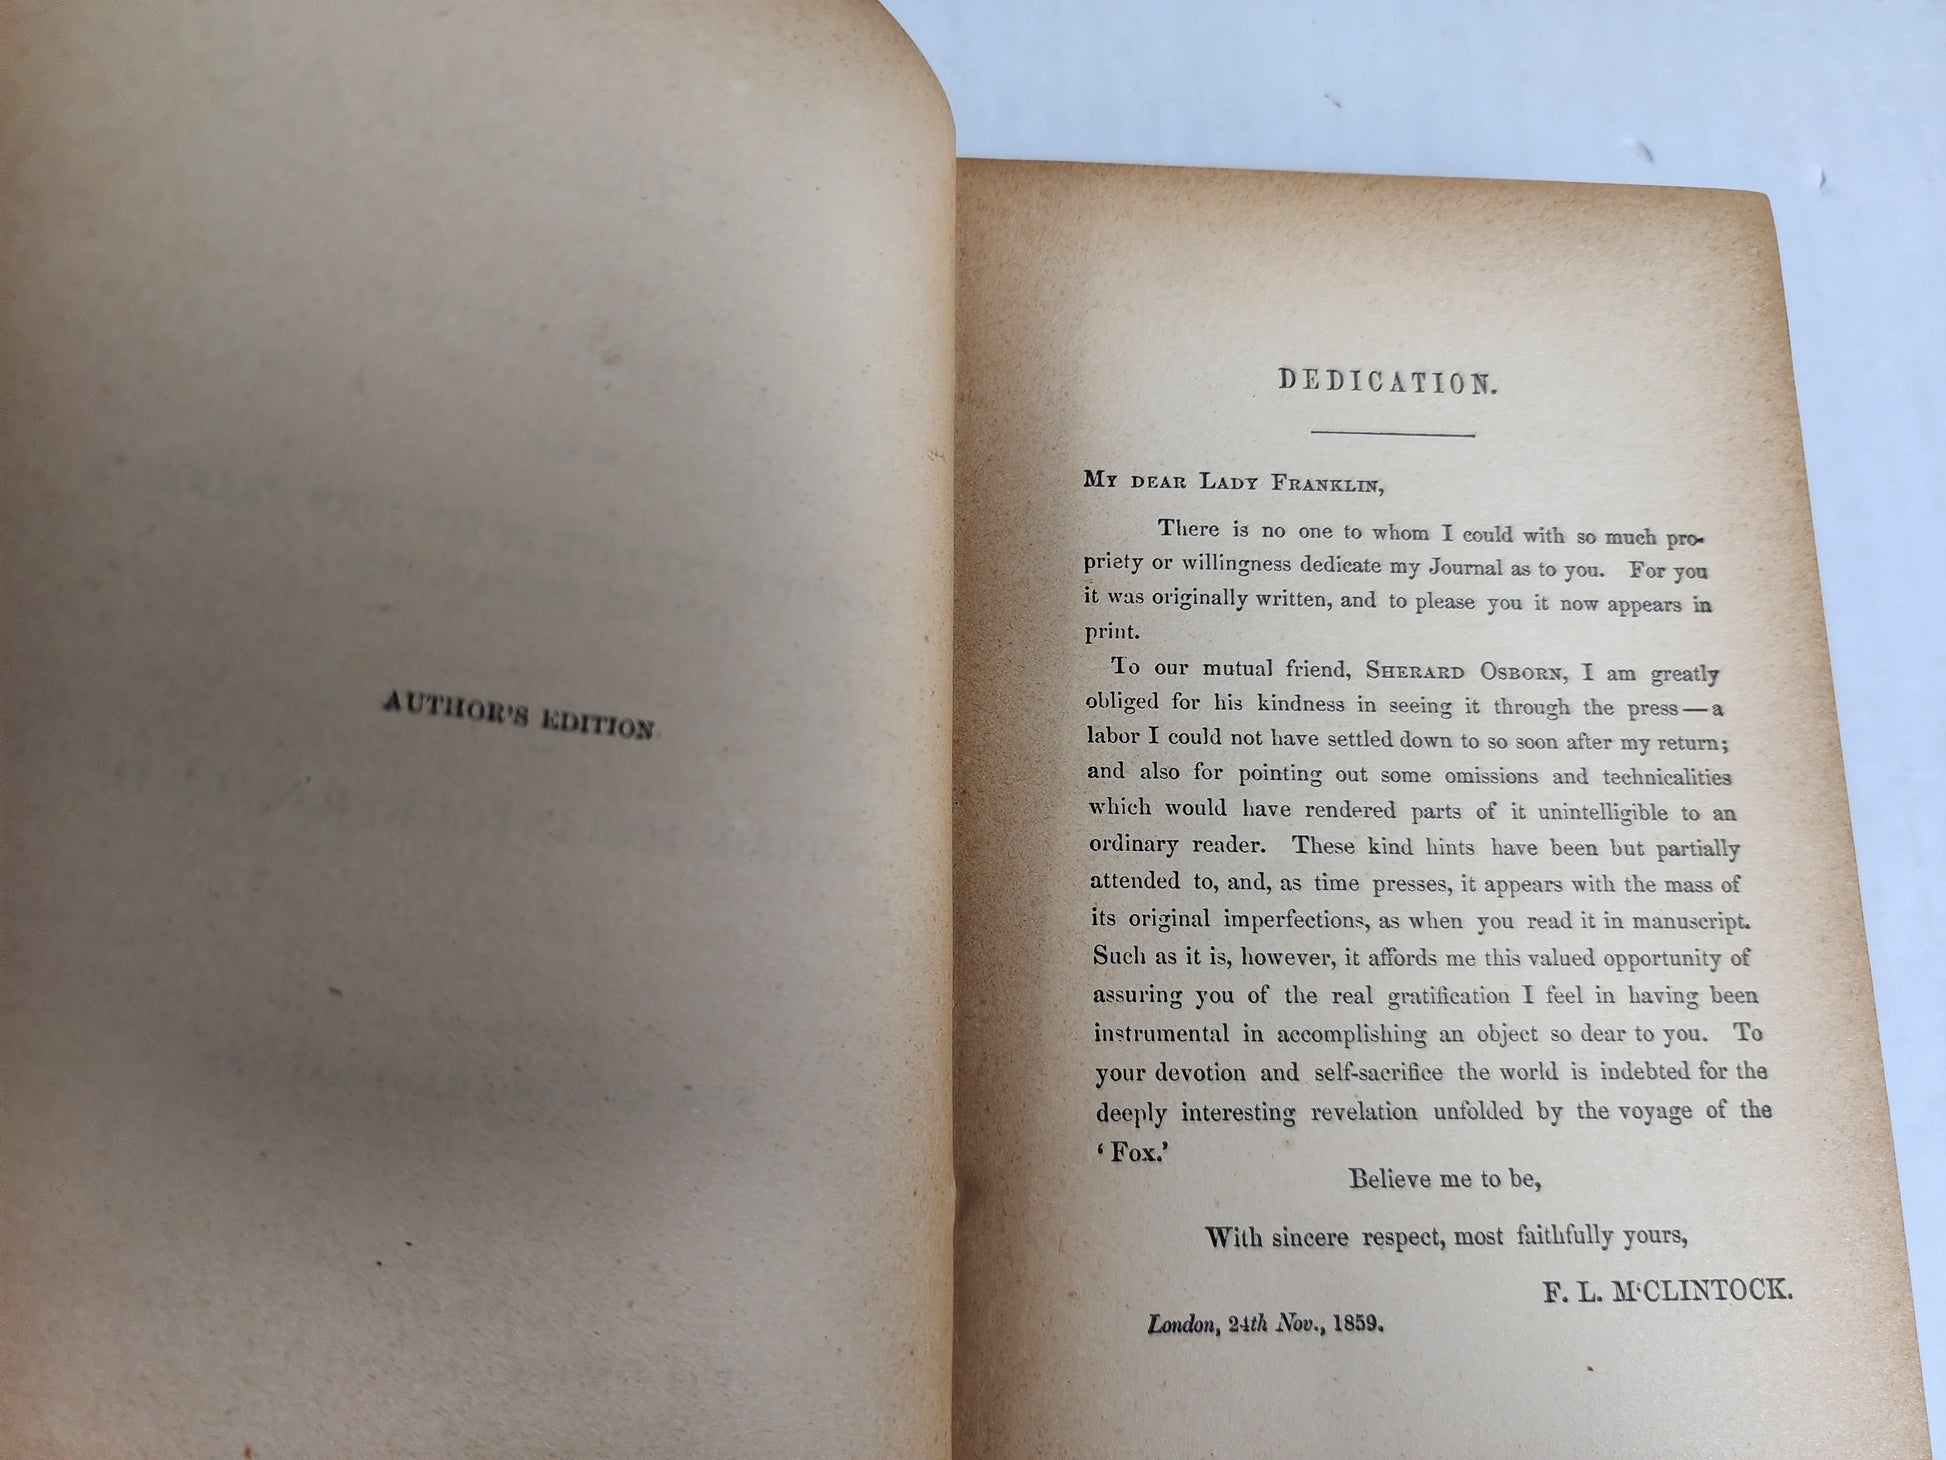 AUTHOR'S EDITION
DEDICATION.
MY DEAR LADY FRANKLIN,
There is no one to whom I could with so much pro-
priety or willingness dedicate my Journal as to you. For you
it was originally written, and to please you it now appears in
print.
To our mutual friend, SHERARD OSBORN, I am greatly
obliged for his kindness in seeing it through the press—a
labor I could not have settled down to so soon after my return;
and also for pointing out some omissions and technicalities
which would have rendered parts of it unintelligible to an
ordinary reader. These kind hints have been but partially
attended to, and, as time presses, it appears with the mass of
its original imperfections, as when you read it in manuscript.
Such as it is, however, it affords me this valued opportunity of
assuring you of the real gratification I feel in having been
instrumental in accomplishing an object so dear to you. To
your devotion and self-sacrifice the world is indebted for the
deeply interesting revelation unfolded by the voyage of the
‘Fox.’
Believe me to be,
With sincere respect, most faithfully yours,
F. L. M‘CLINTOCK.
London, 24th Nov., 1859.